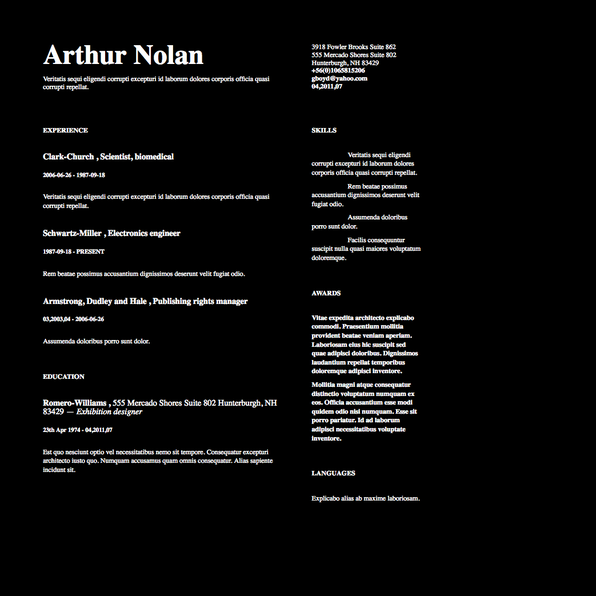 Arthur Nolan
Veritatis sequi eligendi corrupti excepturi id laborum dolores corporis officia quasi
corrupti repellat.
3918 Fowler Brooks Suite 862
555 Mercado Shores Suite 802
Hunterburgh, NH 83429
+56(0)1065815206
gboyd@yahoo.com
04,2011,07
EXPERIENCE
Clark-Church , Scientist, biomedical
2006-06-26 - 1987-09-18
Veritatis sequi eligendi corrupti excepturi id laborum dolores corporis officia quasi
corrupti repellat.
Schwartz-Miller , Electronics engineer
1987-09-18 - PRESENT
Rem beatae possimus accusantium dignissimos deserunt velit fugiat odio.
Armstrong, Dudley and Hale , Publishing rights manager
03,2003,04 - 2006-06-26
Assumenda doloribus porro sunt dolor.
EDUCATION
Romero-Williams , 555 Mercado Shores Suite 802 Hunterburgh, NH
83429 — Exhibition designer
23th Apr 1974 - 04,2011,07
Est quo nesciunt optio vel necessitatibus nemo sit tempore. Consequatur excepturi
architecto iusto quo. Numquam accusamus quam omnis consequatur. Alias sapiente
incidunt sit.
SKILLS
Veritatis sequi eligendi
corrupti excepturi id laborum dolores
corporis officia quasi corrupti repellat.
Rem beatae possimus
accusantium dignissimos deserunt velit
fugiat odio.
Assumenda doloribus
porro sunt dolor.
Facilis consequuntur
suscipit nulla quasi maiores voluptatum
doloremque.
AWARDS
Vitae expedita architecto explicabo
commodi. Praesentium mollitia
provident beatae veniam aperiam.
Laboriosam eius hic suscipit sed
quae adipisci doloribus. Dignissimos
laudantium repellat temporibus
doloremque adipisci inventore.
Mollitia magni atque consequatur
distinctio voluptatum numquam ex
eos. Officia accusantium esse modi
quidem odio nisi numquam. Esse sit
porro pariatur. Id ad laborum
adipisci necessitatibus voluptate
inventore.
LANGUAGES
Explicabo alias ab maxime laboriosam.